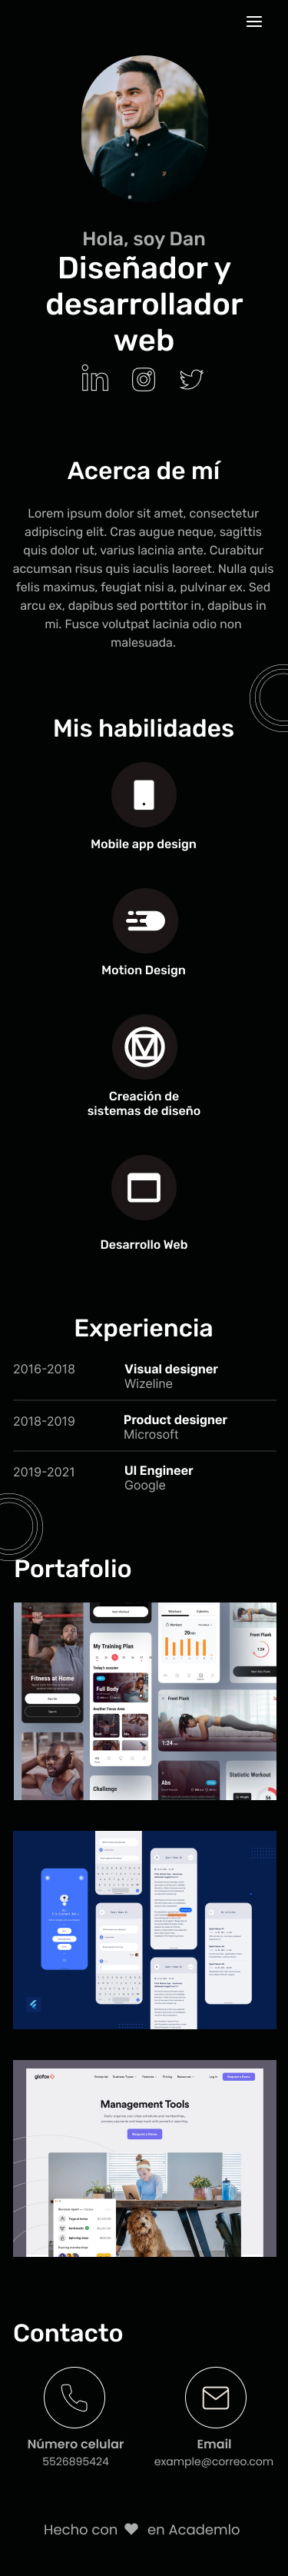 Hola, soy Dan
Diseñador y
desarrollador
web
Acerca de mí
Lorem ipsum dolor sit amet, consectetur
adipiscing elit. Cras augue neque, sagittis
quis dolor ut, varius lacinia ante. Curabitur
accumsan risus quis iaculis laoreet. Nulla quis
felis maximus, feugiat nisi a, pulvinar ex. Sed
arcu ex, dapibus sed porttitor in, dapibus in
mi. Fusce volutpat lacinia odio non
malesuada.
Mis habilidades
Mobile app design
Motion Design
Creación de
sistemas de diseño
Desarrollo Web
Experiencia
2016-2018
Visual designer
Wizeline
2018-2019
Product designer
Microsoft
2019-2021
UI Engineer
Google
Portafolio
Fitness at Home
My Training Plan
Full Body
Challenge
20
Front Plank
1:24
Abs
Front Plank
Statistic Workout
glofox
Management Tools
Contacto
Número celular
5526895424
Email
example@correo.com
Hecho con ❤ en Academlo